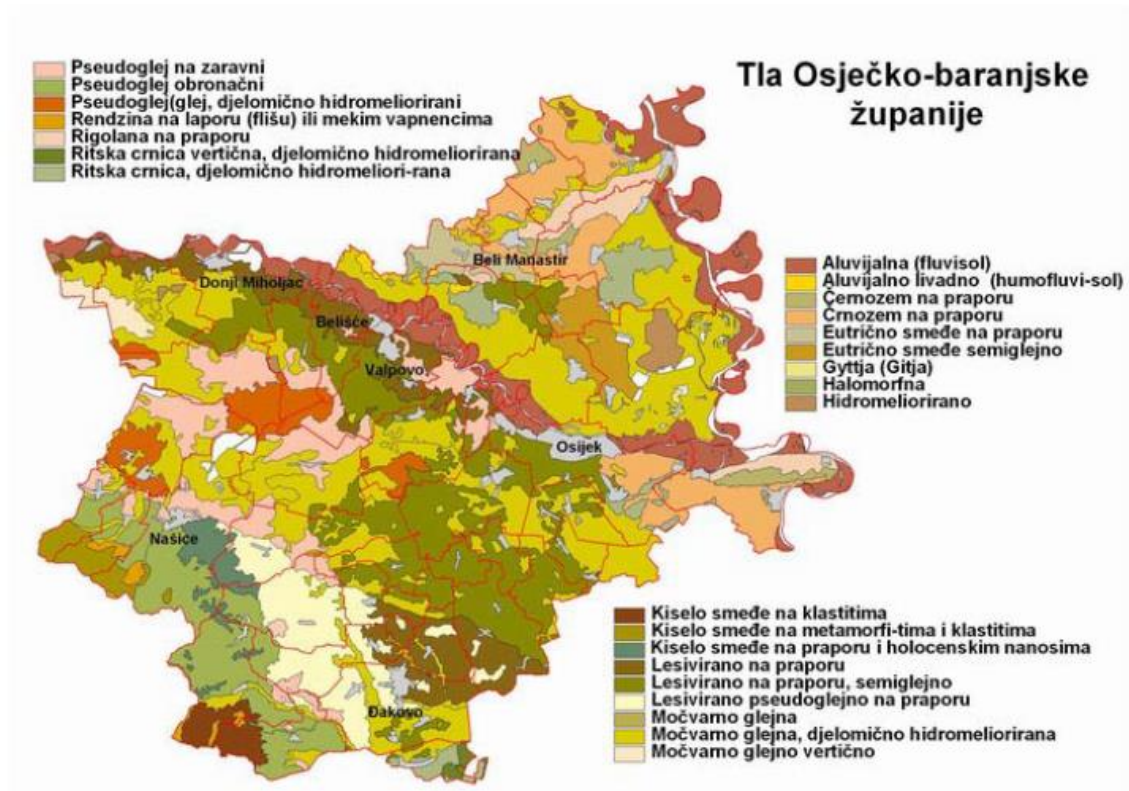 Tla Osječko-baranjske
županije
Pseudoglej na zaravni
Pseudoglej obronačni
Pseudoglej(glej, djelomično hidromeliorirani
Rendzina na laporu (flišu) ili mekim vapnencima
Rigolana na praporu
Ritska crnica vertična, djelomično hidromeliorirana
Ritska crnica, djelomično hidromeliori-rana
Beli Manastir
Donji Miholjac
Belišće
Valpovo
Osijek
Našice
Đakovo
Aluvijalna (fluvisol)
Aluvijalno livadno (humofluvi-sol)
Černozem na praporu
Črnozem na praporu
Eutrično smeđe na praporu
Eutrično smeđe semiglejno
Gyttja (Gitja)
Halomorfna
Hidromeliorirano
Kiselo smeđe na klastitima
Kiselo smeđe na metamorfi-tima i klastitima
Kiselo smeđe na praporu i holocenskim nanosima
Lesivirano na praporu
Lesivirano na praporu, semiglejno
Lesivirano pseudoglejno na praporu
Močvarno glejna
Močvarno glejna, djelomično hidromeliorirana
Močvarno glejno vertično